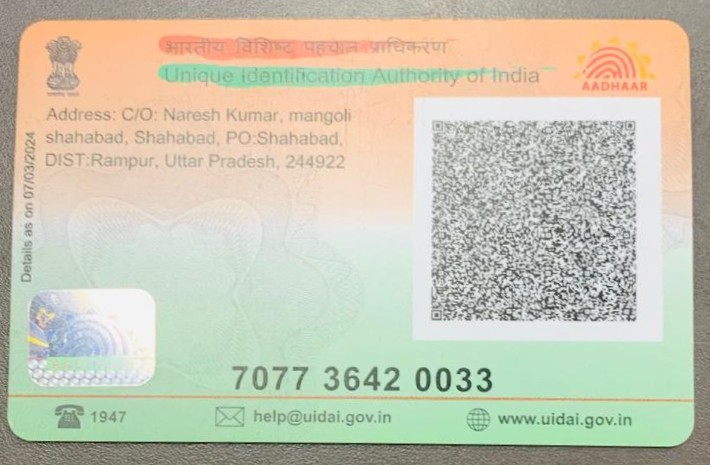 भारतीय विशिष्ट पहचान प्राधिकरण
Unique Identification Authority of India
AADHAAR
Address: C/O: Naresh Kumar, mangoli
shahabad, Shahabad, PO:Shahabad,
DIST:Rampur, Uttar Pradesh, 244922
Details as on 07/03/2024
7077 3642 0033
1947
help@uidai.gov.in
www.uidai.gov.in